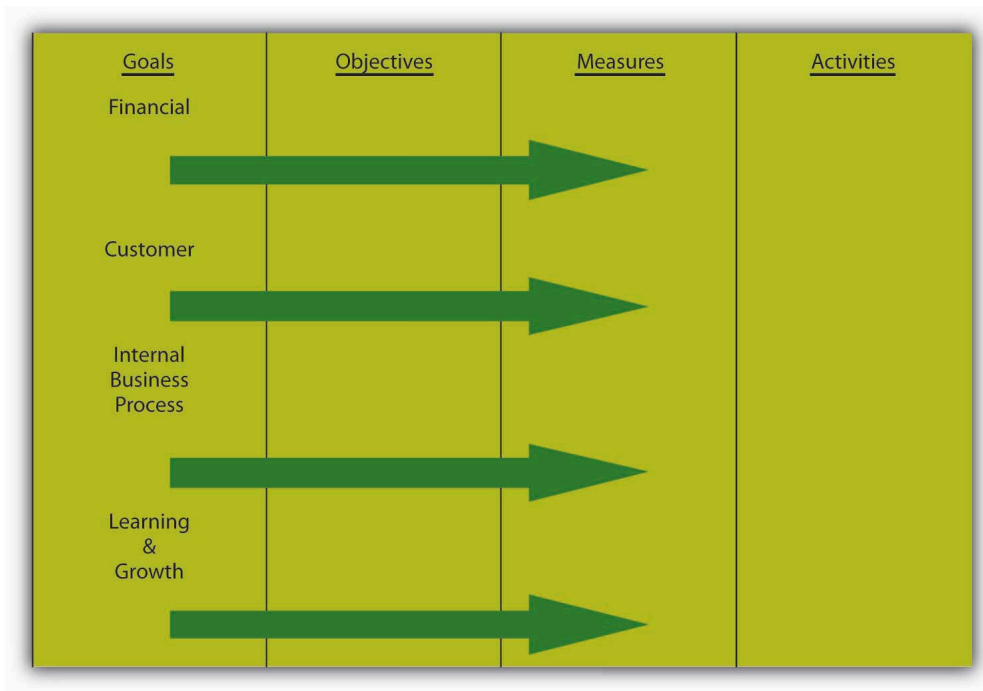 Goals
Objectives
Measures
Activities
Financial
Customer
Internal
Business
Process
Learning
&
Growth